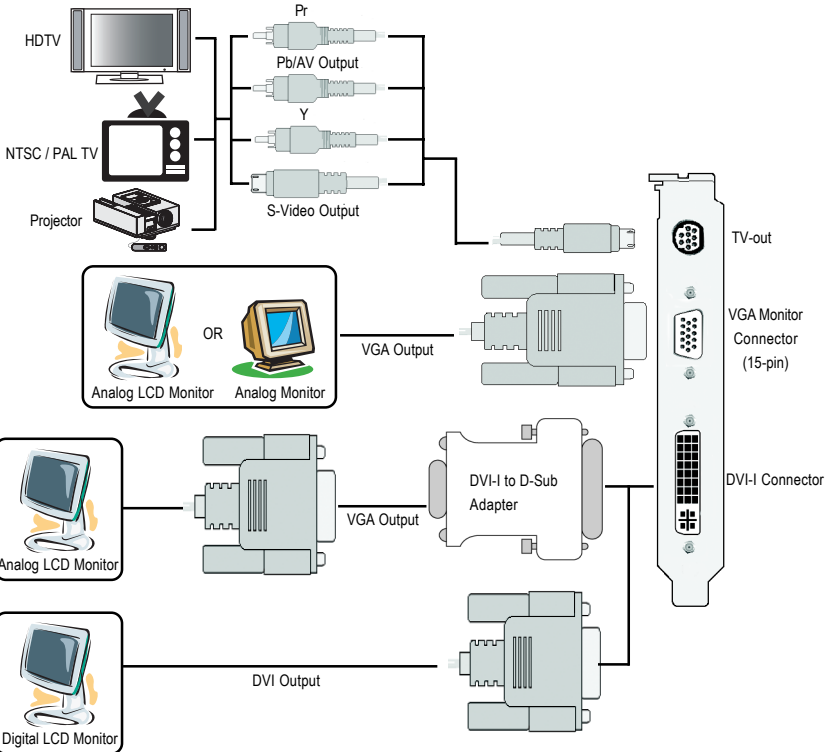 HDTV
Pr
Pb/AV Output
Y
NTSC / PAL TV
S-Video Output
Projector
TV-out
VGA Monitor
Connector
(15-pin)
OR
VGA Output
Analog LCD Monitor
Analog Monitor
DVI-I to D-Sub
Adapter
DVI-I Connector
VGA Output
Analog LCD Monitor
DVI Output
Digital LCD Monitor